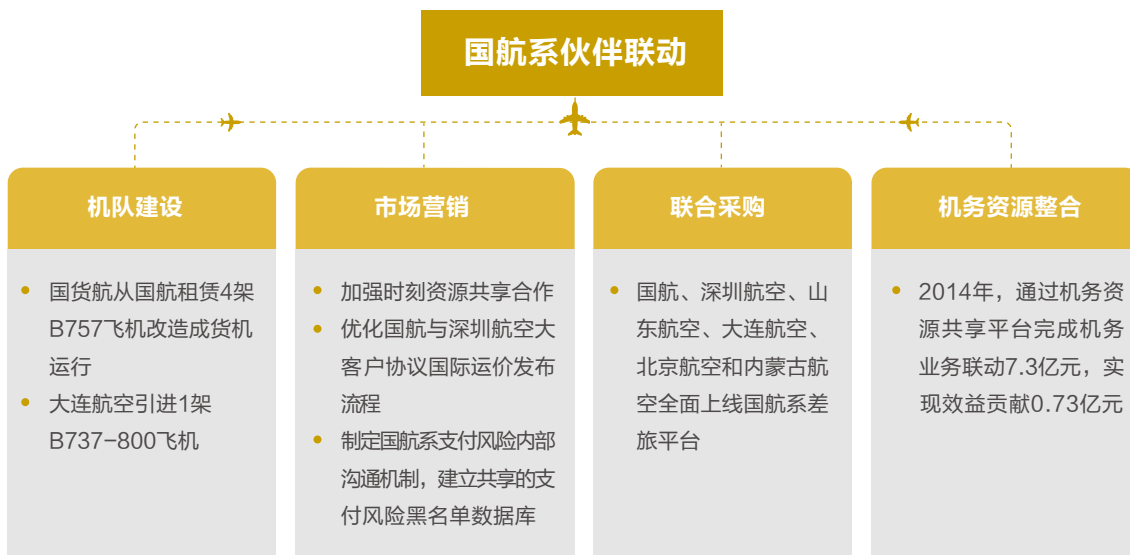 国航系伙伴联动
机队建设
国货航从国航租赁4架
B757飞机改造成货机
运行
大连航空引进1架
B737-800飞机
市场营销
加强时刻资源共享合作
优化国航与深圳航空大
客户协议国际运价发布
流程
制定国航系支付风险内部
沟通机制，建立共享的支
付风险黑名单数据库
联合采购
国航、深圳航空、山
东航空、大连航空、
北京航空和内蒙古航
空全面上线国航系差
旅平台
机务资源整合
2014年，通过机务资
源共享平台完成机务
业务联动7.3亿元，实
现效益贡献0.73亿元